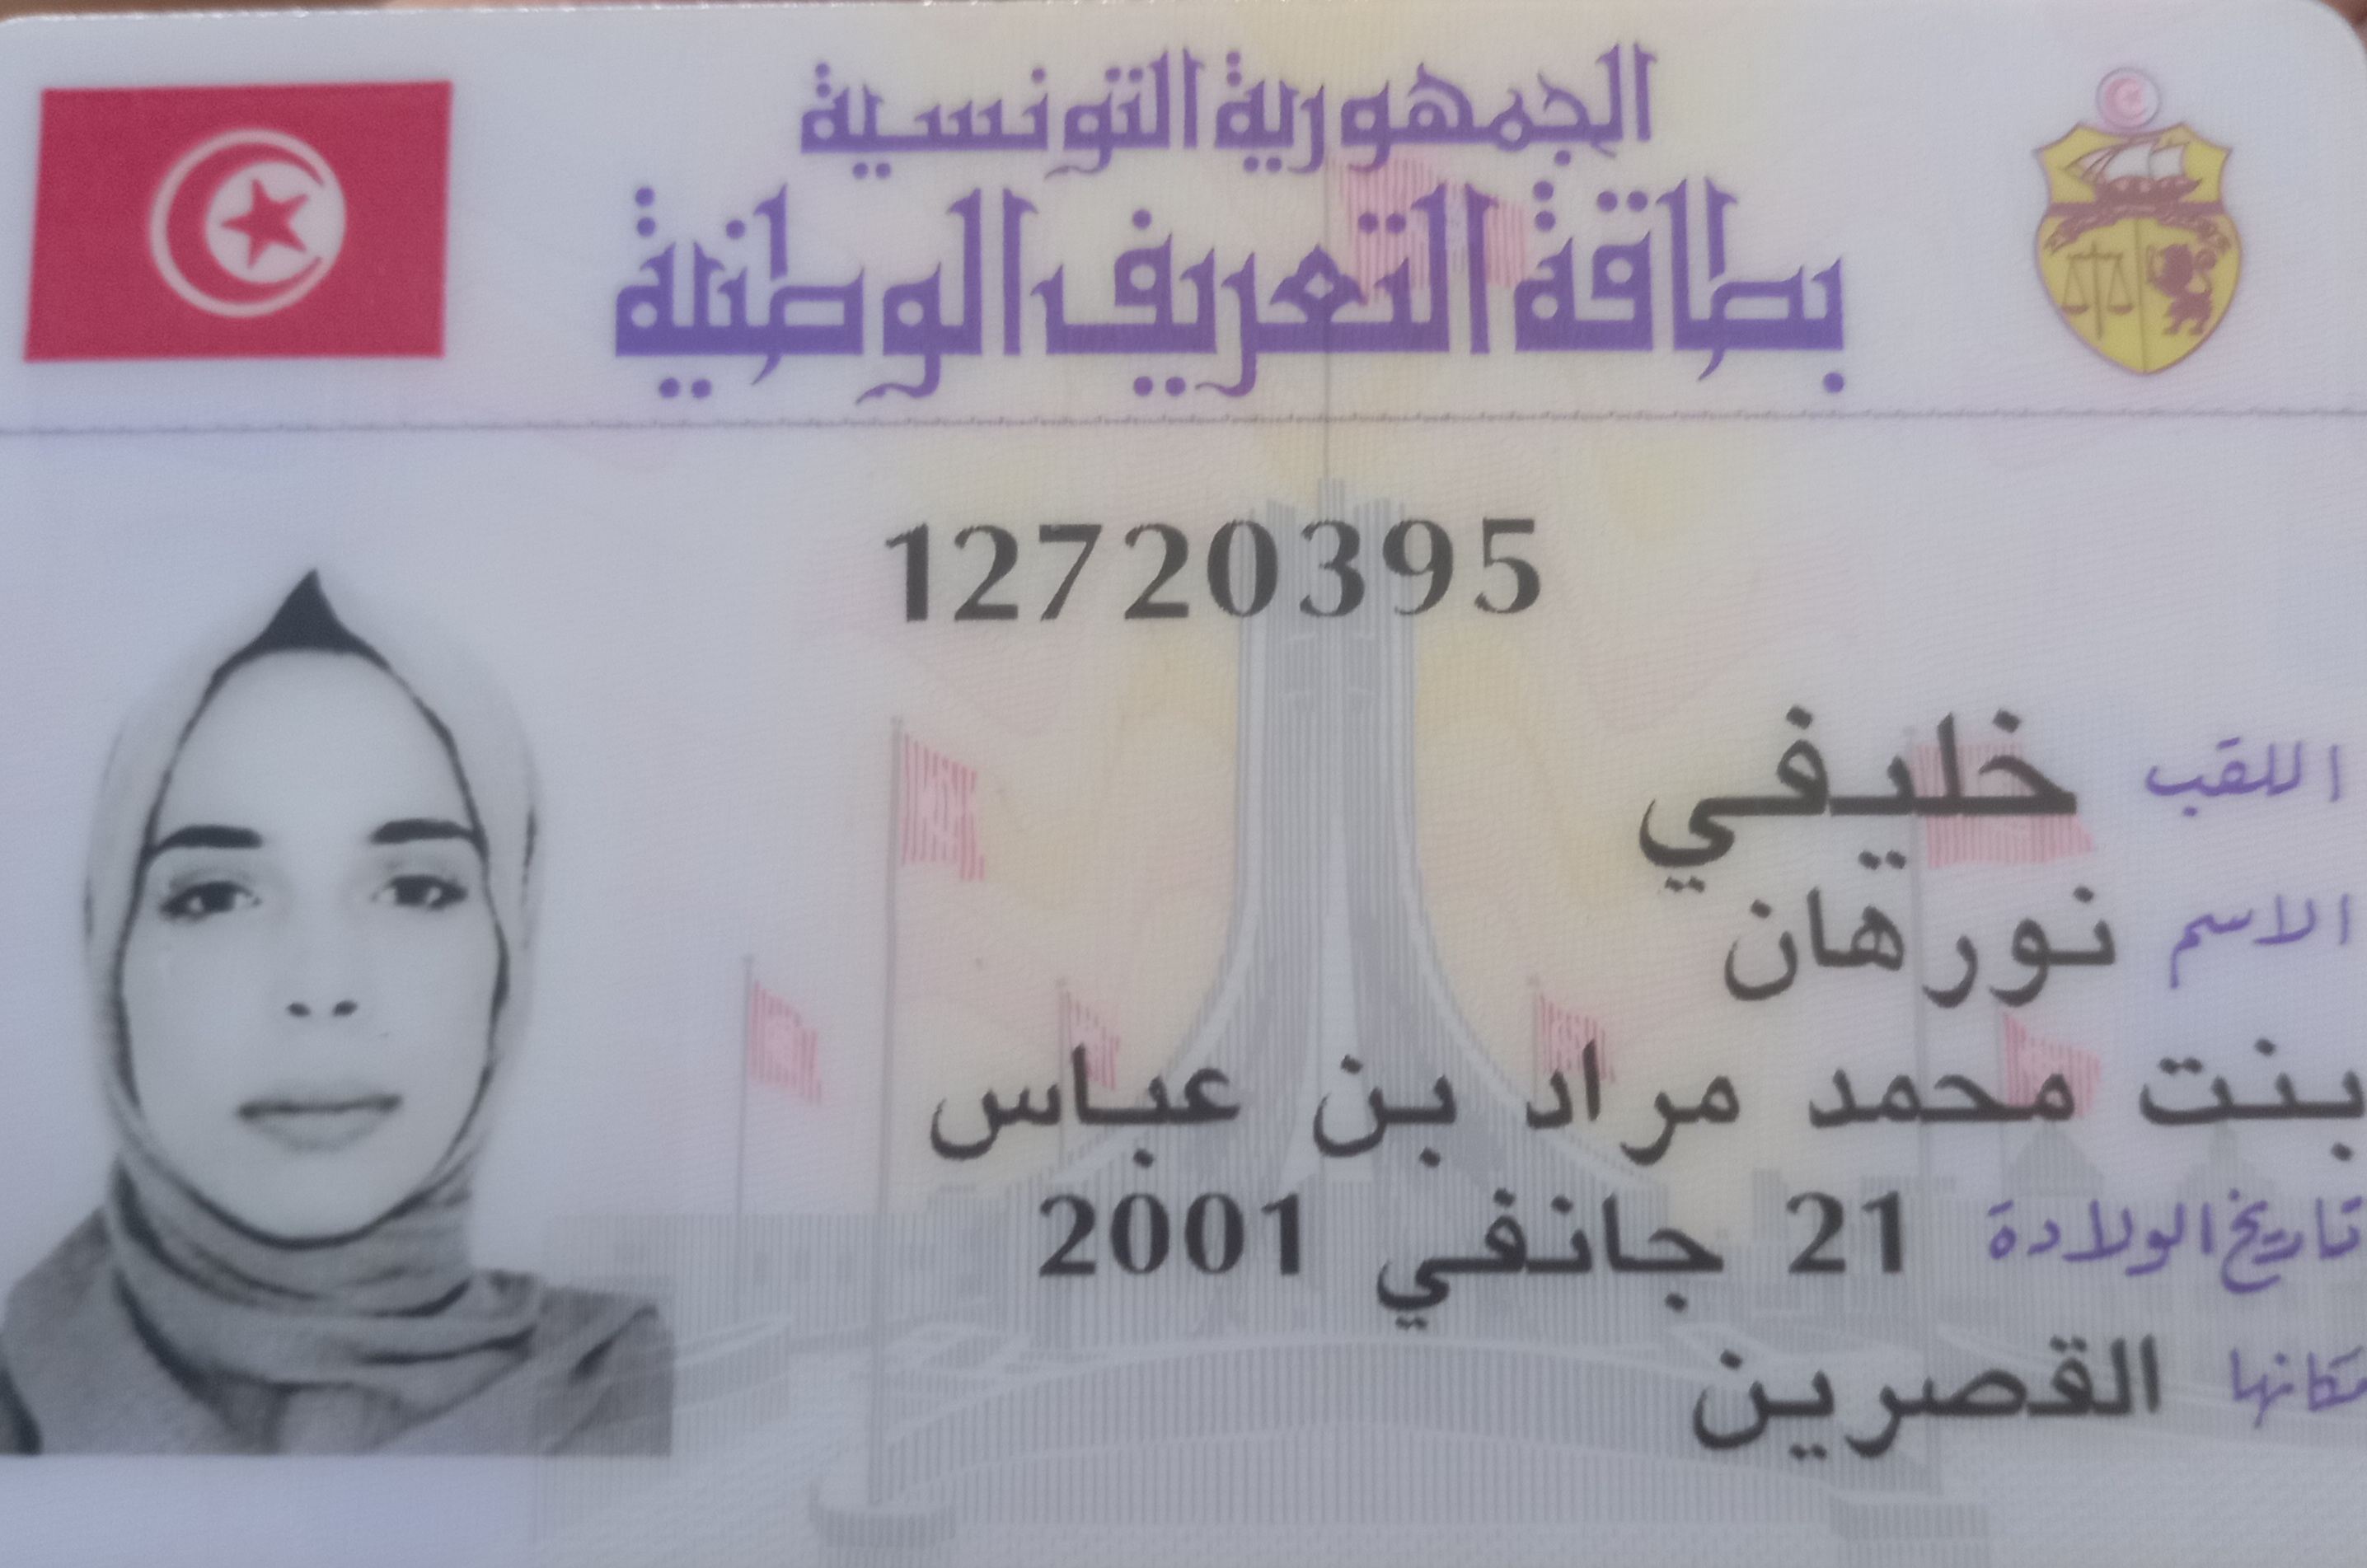 الجمهورية التونسية
بطاقة التعريف الوطنية
12720395
اللقب خليفي
الاسم نورهان
بنت محمد مراد بن عباس
تاريخ الولادة 21 جانفي 2001
مكانها القصرين